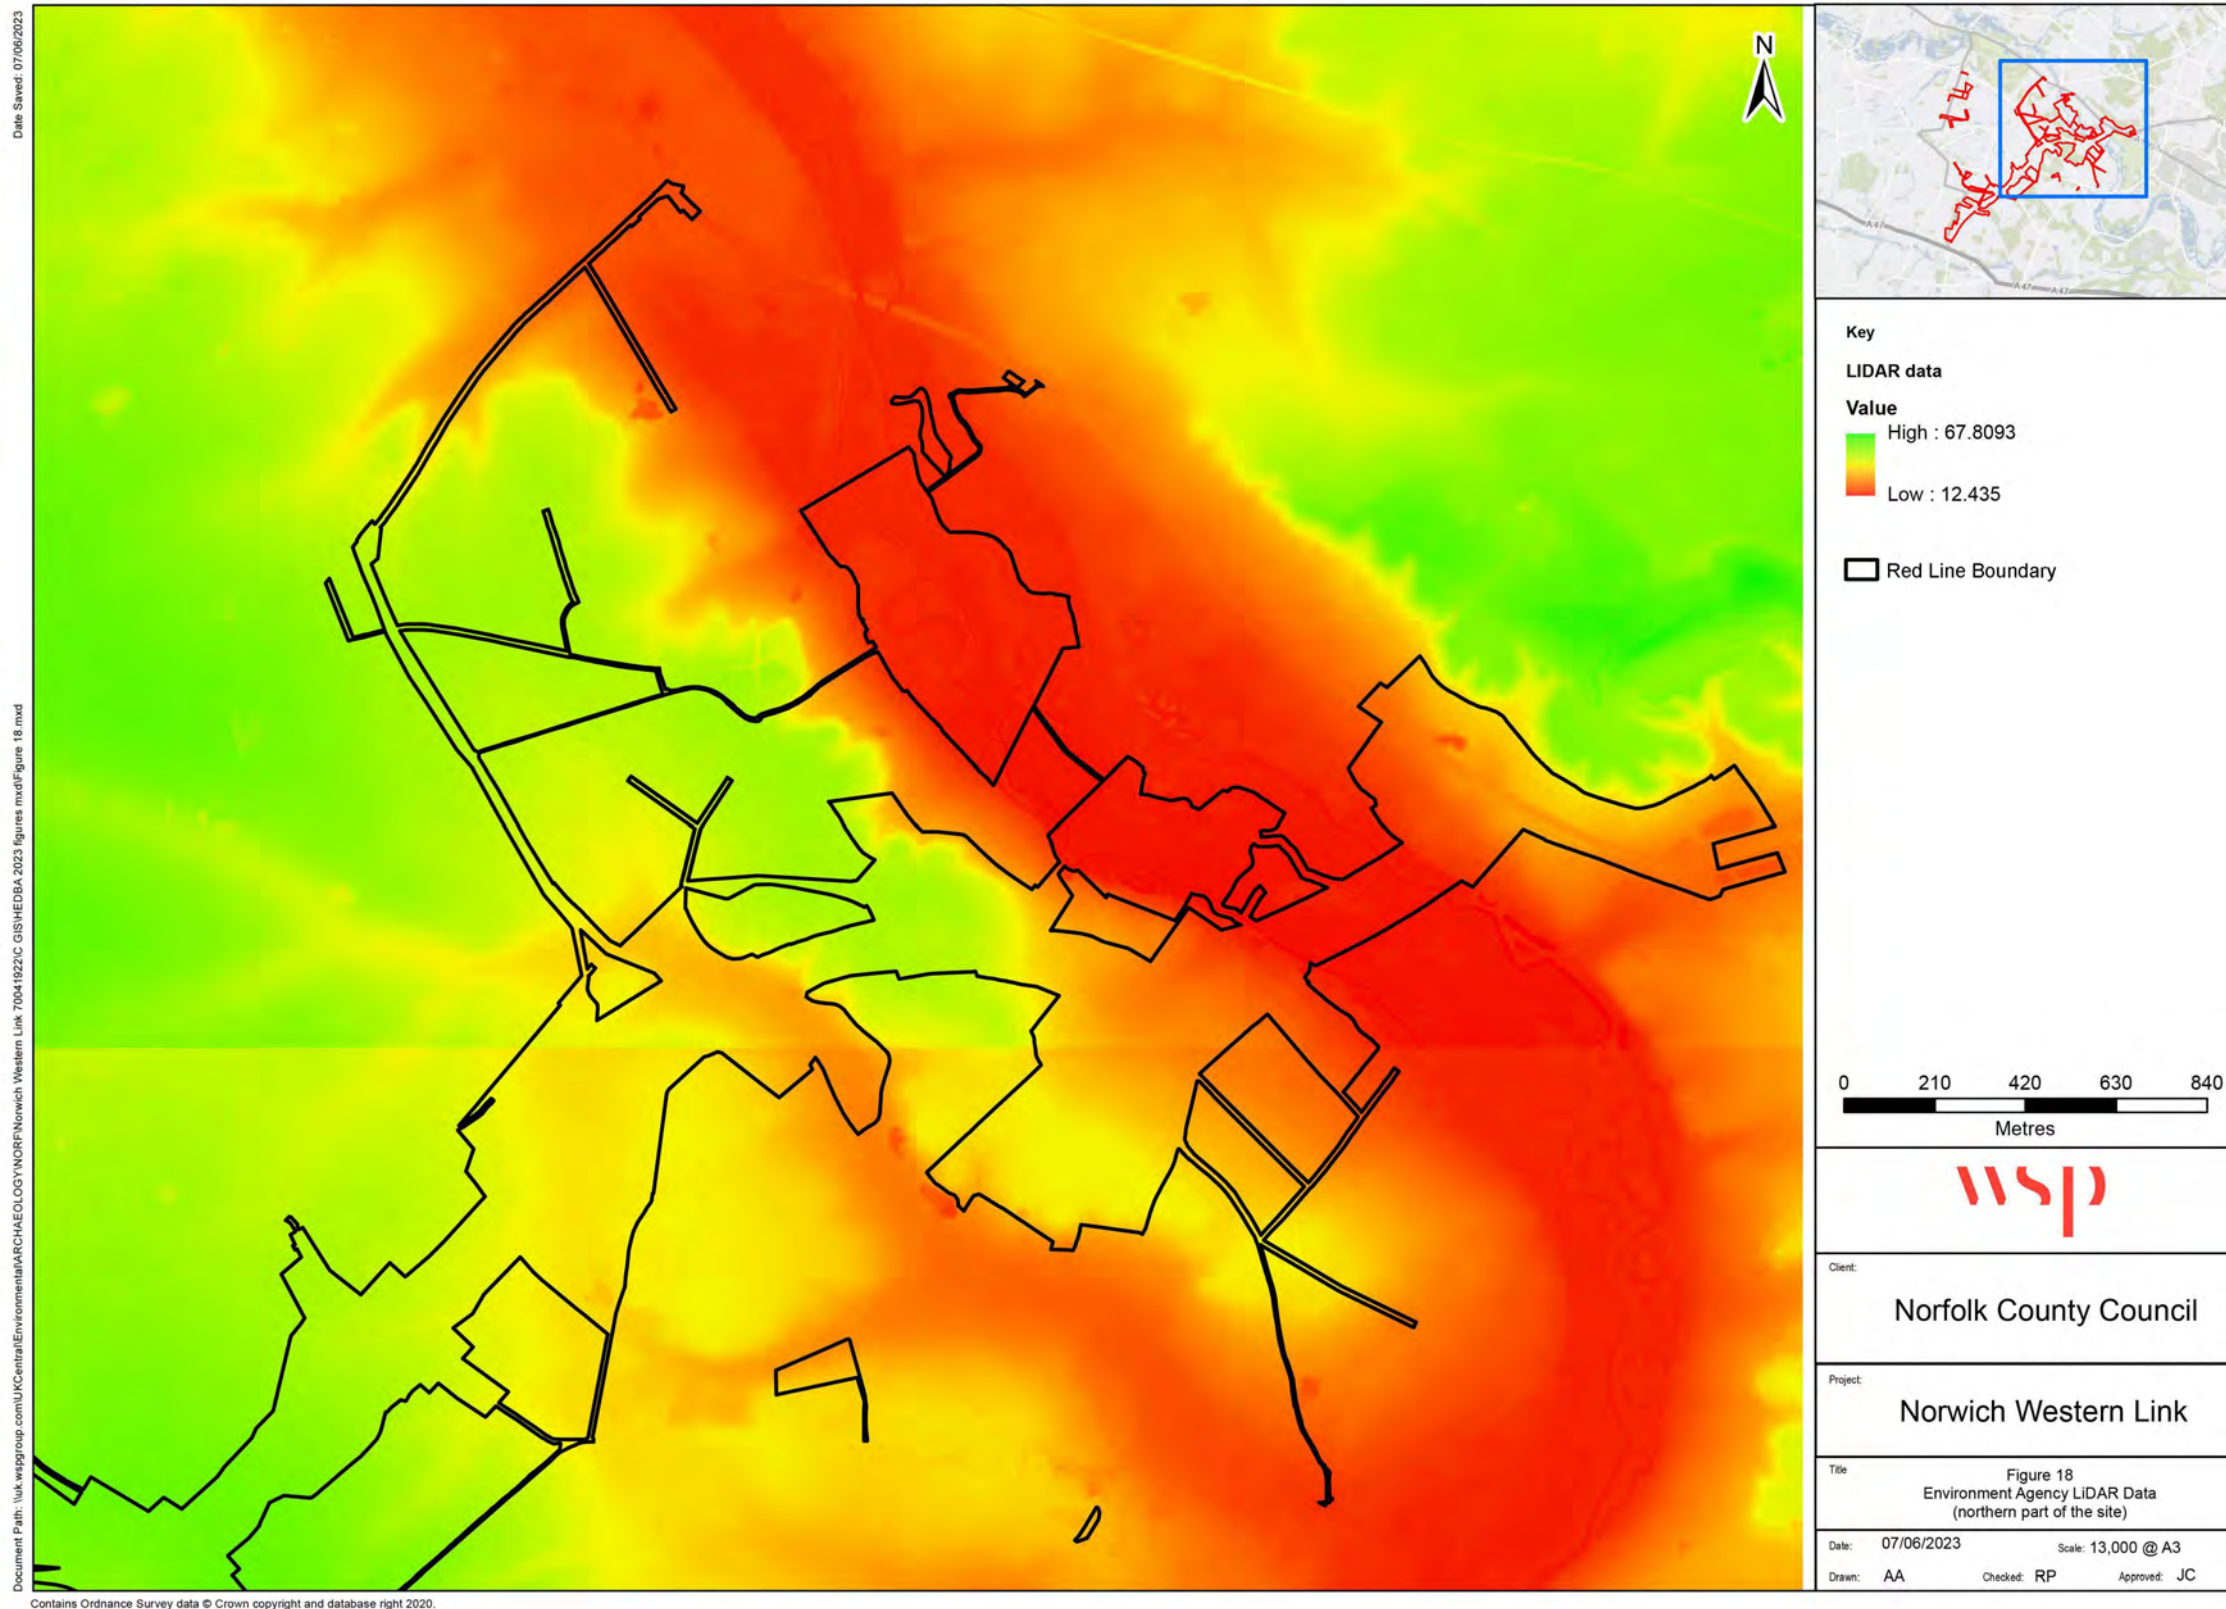 Date Saved: 07/06/2023
Document Path: \\uk.wspgroup.com\UKCentral\Environmental\ARCHAEOLOGY\NORF\Norwich Western Link 70041922\C GIS\HEDBA 2023 figures mxd\Figure 18.mxd
N
A47
A47
A47
Key
LIDAR data
Value
High : 67.8093
Low : 12.435
Red Line Boundary
0 210 420 630 840
Metres
wsp
Client:
Norfolk County Council
Project:
Norwich Western Link
Title
Figure 18
Environment Agency LiDAR Data
(northern part of the site)
Date: 07/06/2023 Scale: 13,000 @ A3
Drawn: AA Checked: RP Approved: JC
Contains Ordnance Survey data © Crown copyright and database right 2020.